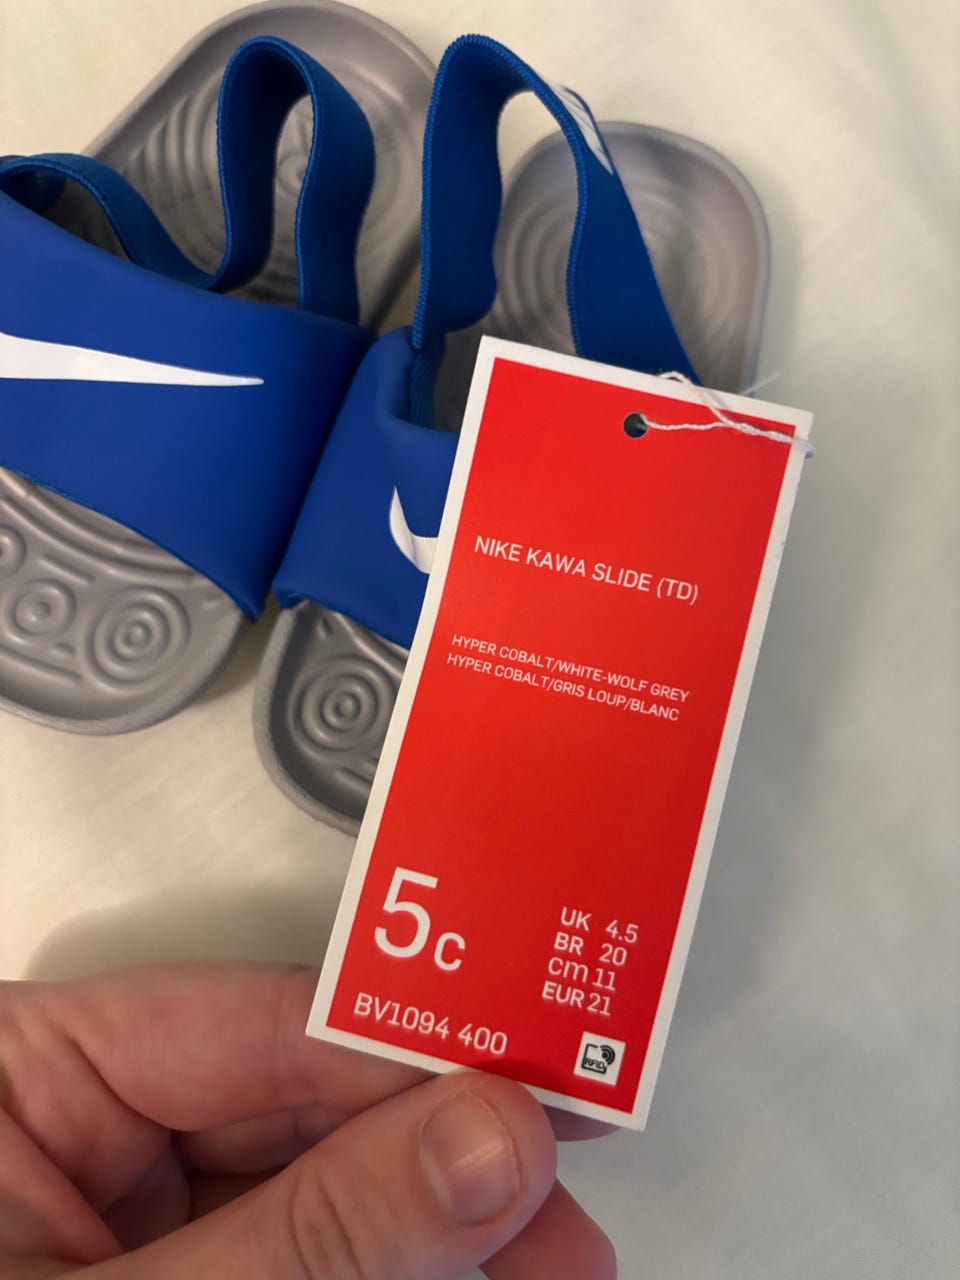 NIKE KAWA SLIDE (TD)
HYPER COBALT/WHITE-WOLF GREY
HYPER COBALT/GRIS LOUP/BLANC
5c
UK 4.5
BR 20
cm 11
EUR 21
BV1094 400
RFID